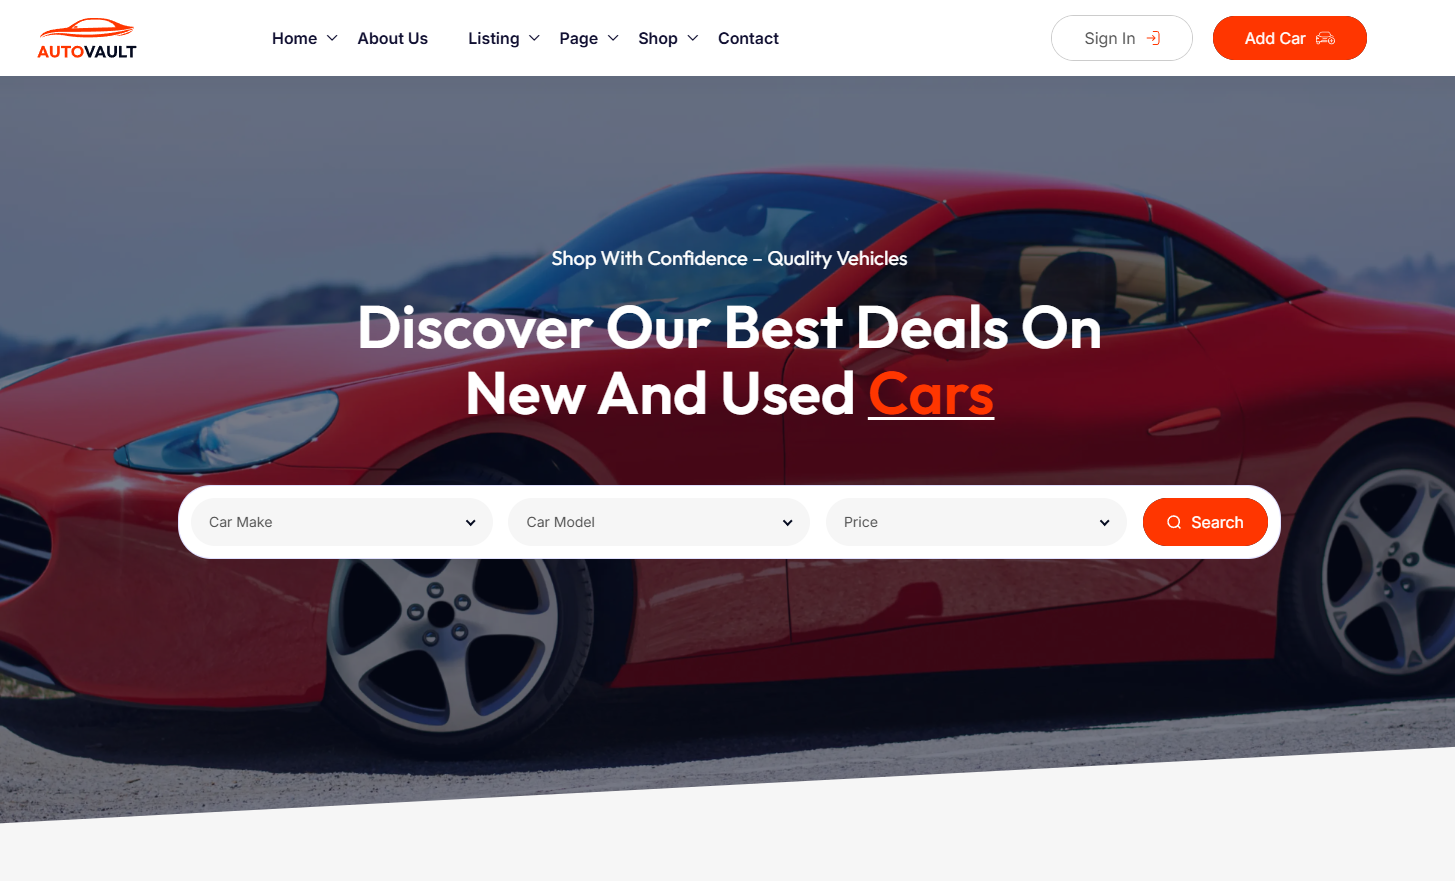 AUTOVAULT
Home
About Us
Listing
Page
Shop
Contact
Sign In
Add Car
Shop With Confidence – Quality Vehicles
Discover Our Best Deals On
New And Used Cars
Car Make
Car Model
Price
Search